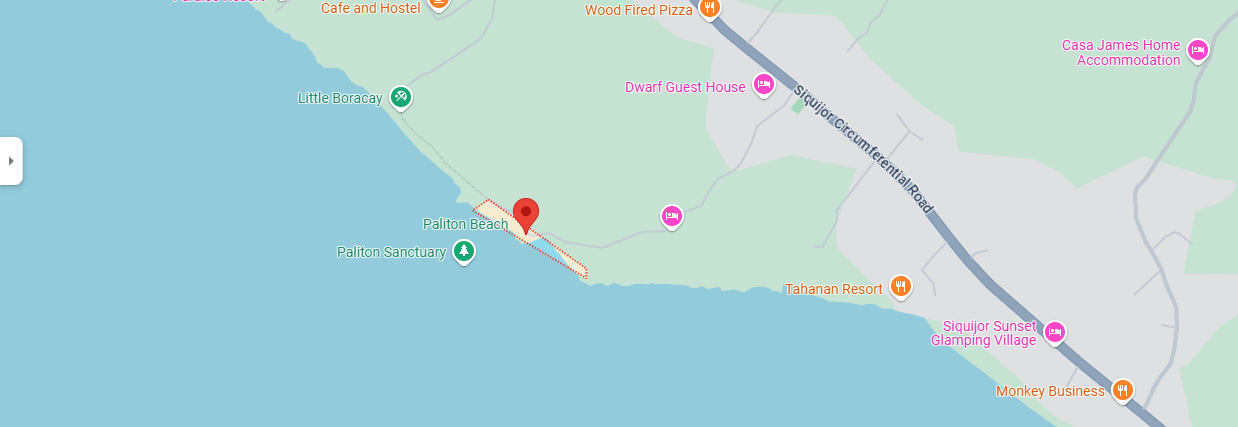 Cafe and Hostel
Wood Fired Pizza
Casa James Home
Accommodation
Dwarf Guest House
Little Boracay
Siquijor Circumferential Road
Paliton Beach
Paliton Sanctuary
Tahanan Resort
Siquijor Sunset
Glamping Village
Monkey Business